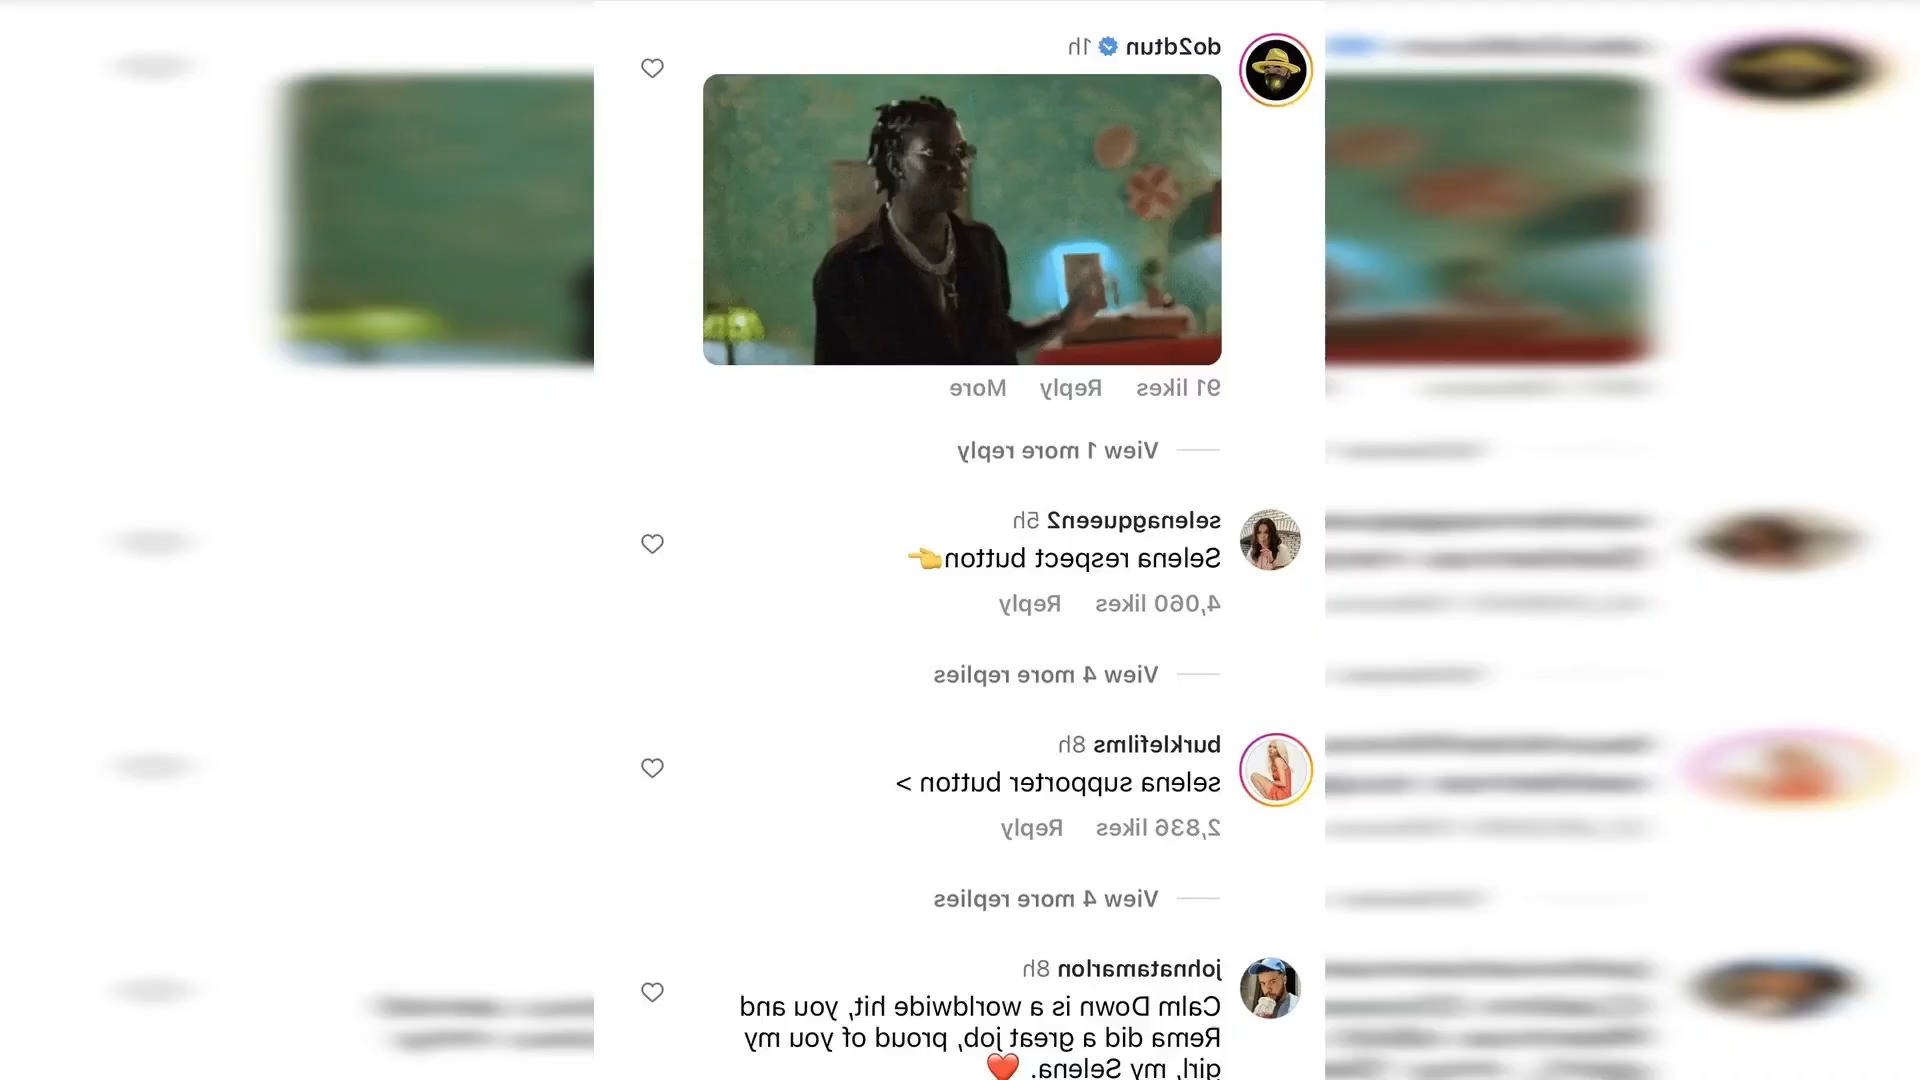 do2dtun 1h
91 likes Reply More
View 1 more reply
selenagqueen2 5h
Selena respect button👉
4,060 likes Reply
View 4 more replies
burklefilms 8h
selena supporter button >
2,836 likes Reply
View 4 more replies
johnatamarlon 8h
Calm Down is a worldwide hit, you and
Rema did a great job, proud of you my
girl, my Selena. ❤️